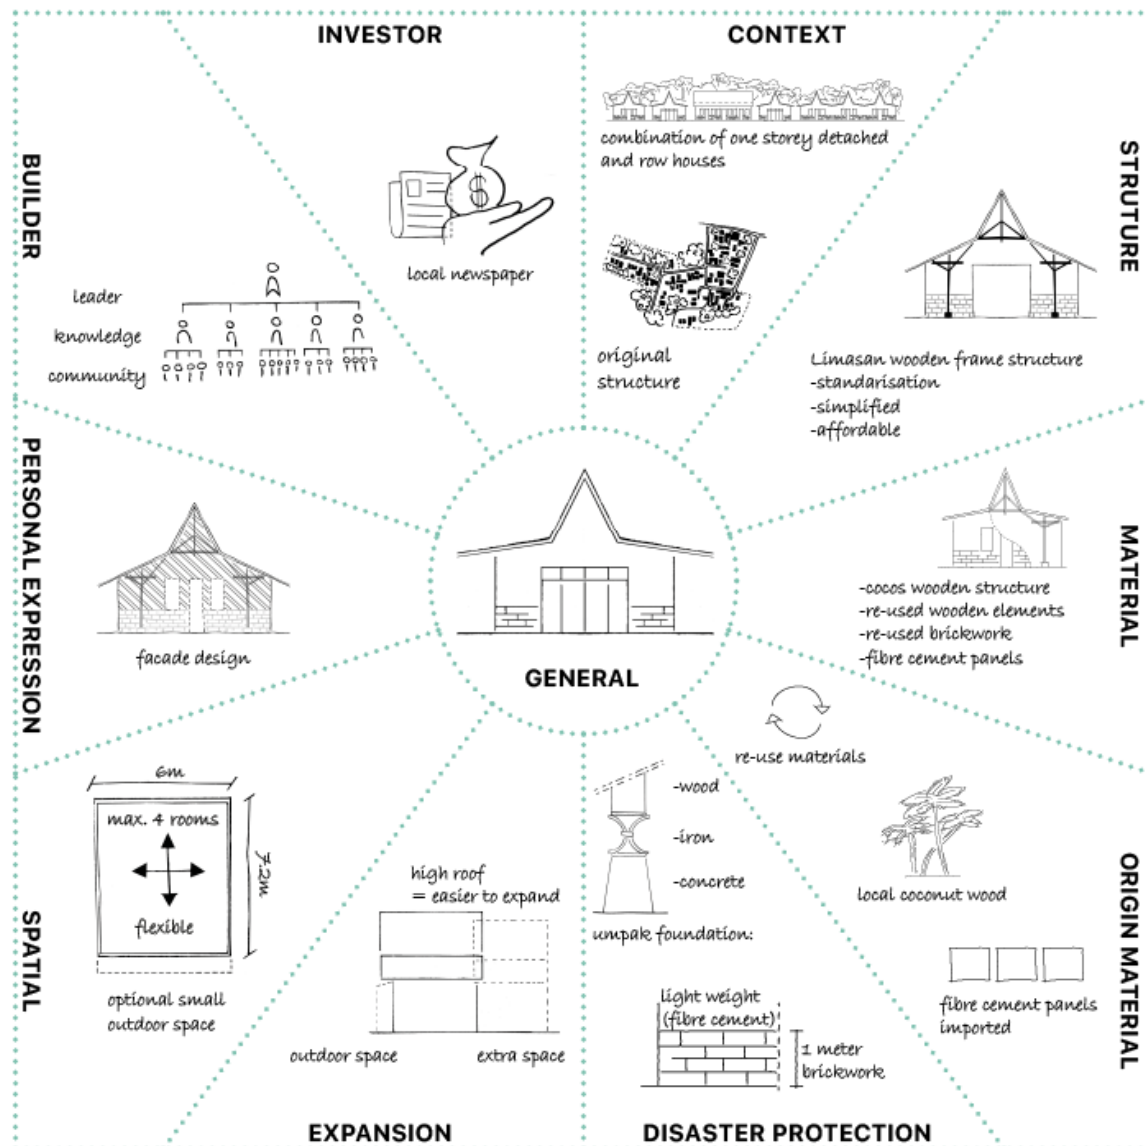 INVESTOR
CONTEXT
combination of one storey detached
and row houses
BUILDER
STRUTURE
local newspaper
leader
knowledge
community
original
structure
Limasan wooden frame structure
-standarisation
-simplified
-affordable
PERSONAL EXPRESSION
facade design
GENERAL
MATERIAL
-cocos wooden structure
-re-used wooden elements
-re-used brickwork
-fibre cement panels
re-use materials
6m
max. 4 rooms
7.2m
flexible
SPATIAL
optional small
outdoor space
high roof
= easier to expand
outdoor space
extra space
EXPANSION
-wood
-iron
-concrete
umpak foundation:
light weight
(fibre cement)
1 meter
brickwork
DISASTER PROTECTION
local coconut wood
ORIGIN MATERIAL
fibre cement panels
imported
$